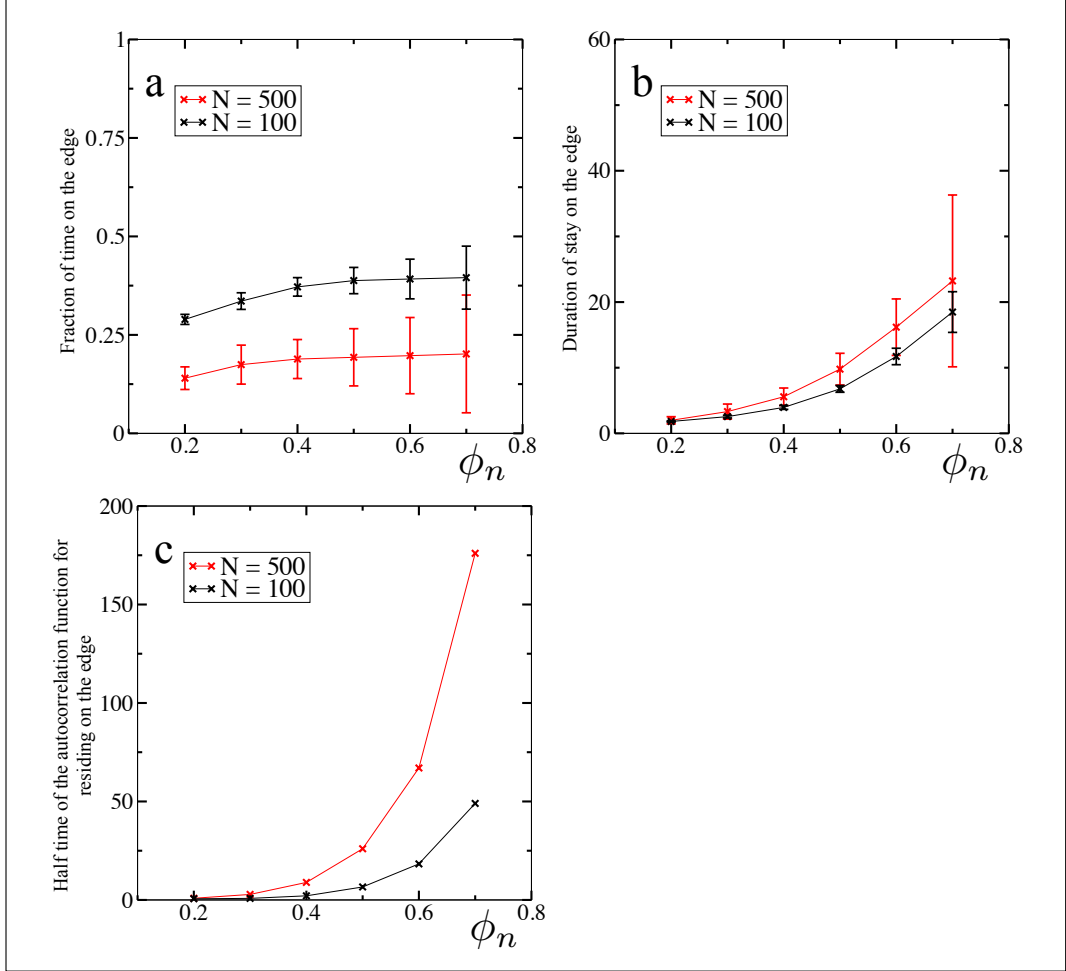 a
N = 500
N = 100
Fraction of time on the edge
1
0.75
0.5
0.25
0
0.2 0.4 0.6 0.8
ϕn
b
N = 500
N = 100
Duration of stay on the edge
60
40
20
0
0.2 0.4 0.6 0.8
ϕn
c
N = 500
N = 100
Half time of the autocorrelation function for
residing on the edge
200
150
100
50
0
0.2 0.4 0.6 0.8
ϕn